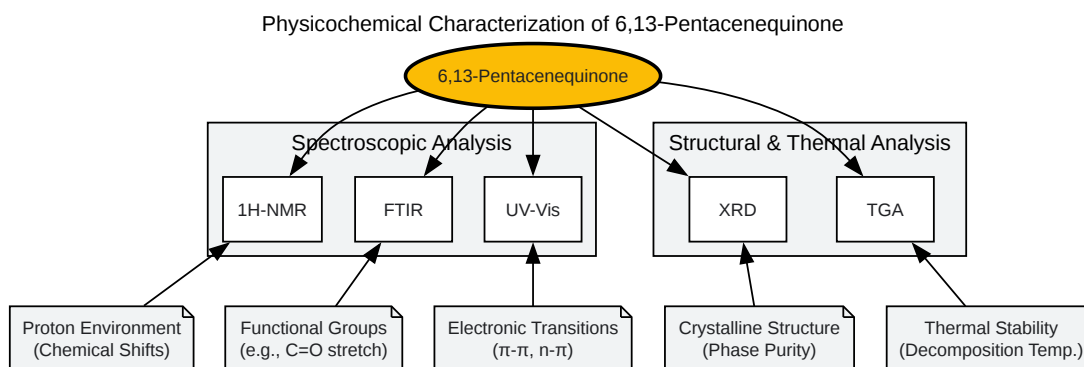 Physicochemical Characterization of 6,13-Pentacenequinone
6,13-Pentacenequinone
Spectroscopic Analysis
Structural & Thermal Analysis
1H-NMR
FTIR
UV-Vis
XRD
TGA
Proton Environment
(Chemical Shifts)
Functional Groups
(e.g., C=O stretch)
Electronic Transitions
(π-π, n-π)
Crystalline Structure
(Phase Purity)
Thermal Stability
(Decomposition Temp.)